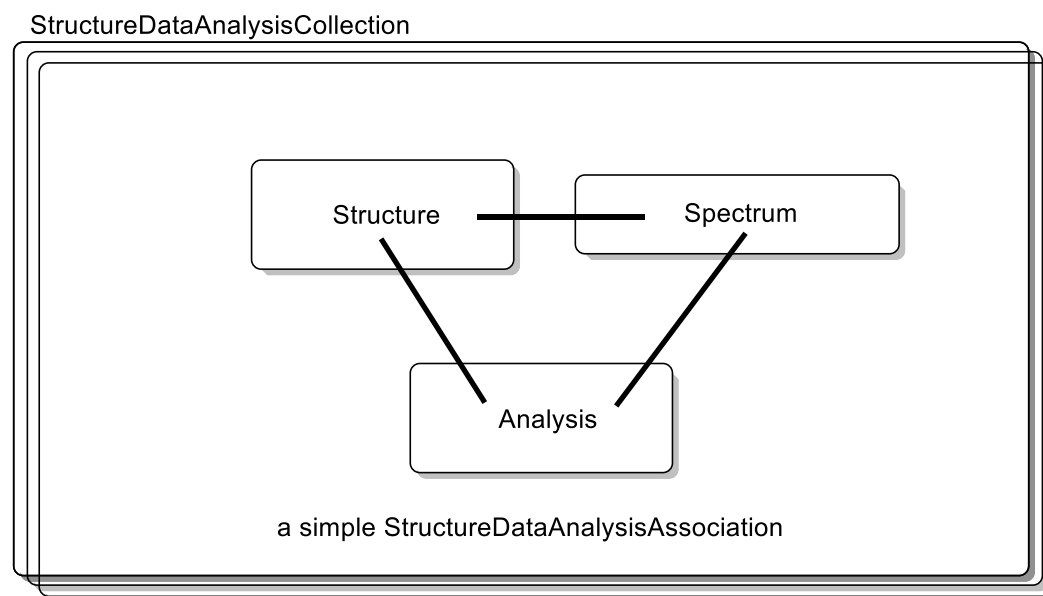 StructureDataAnalysisCollection
Structure
Spectrum
Analysis
a simple StructureDataAnalysisAssociation